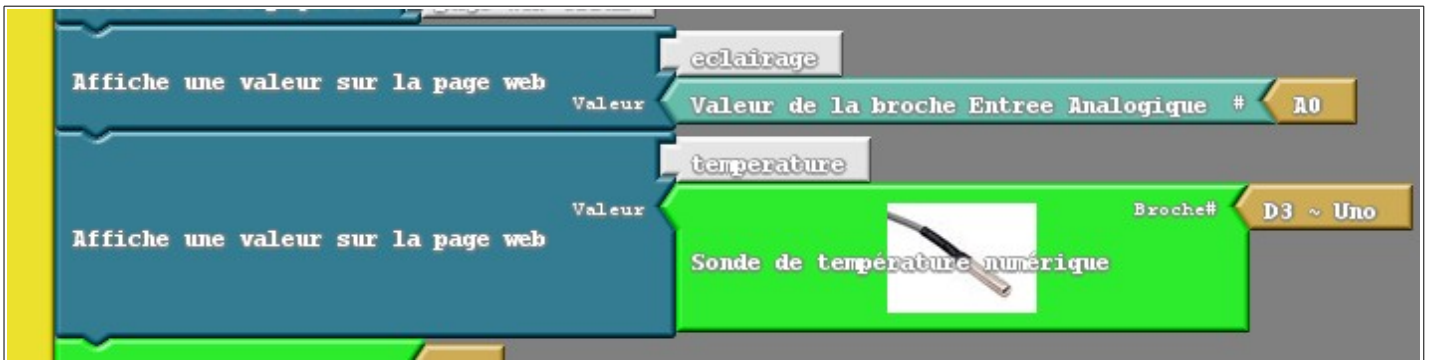 eclairage
Affiche une valeur sur la page web
Valeur
Valeur de la broche Entree Analogique # A0
temperature
Valeur
Broche# D3 ~ Uno
Affiche une valeur sur la page web
Sonde de température numérique